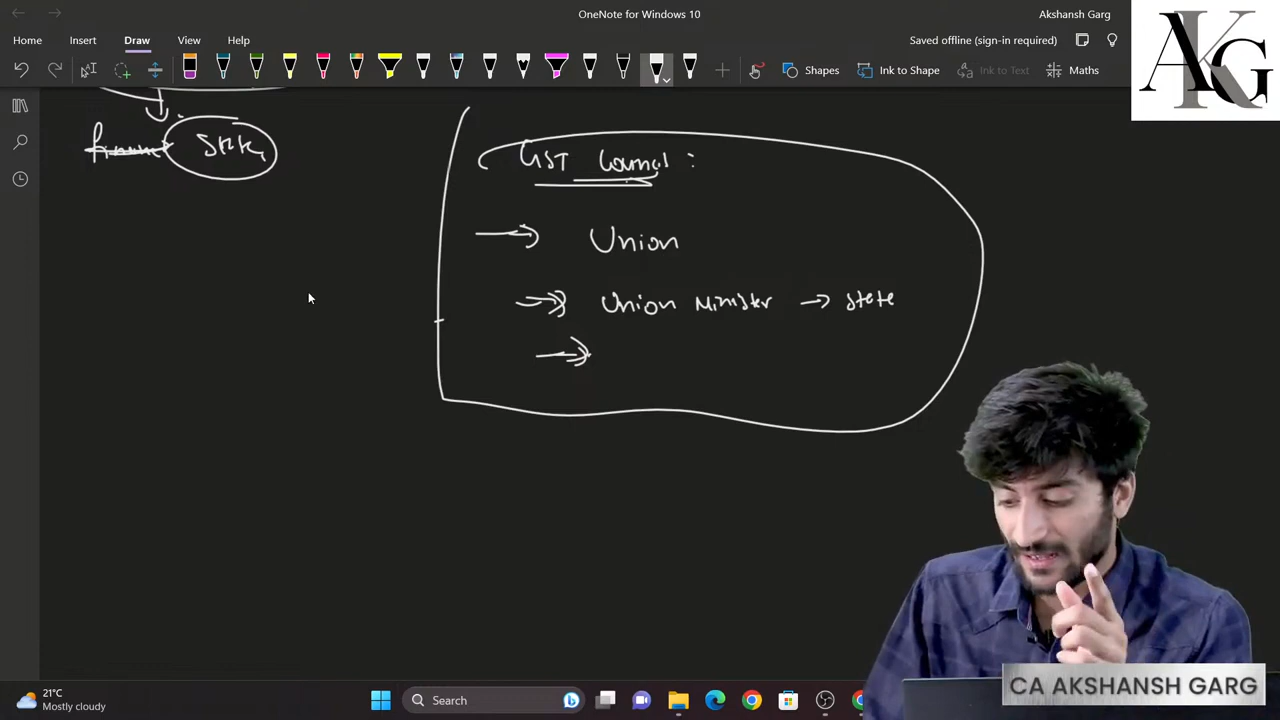 OneNote for Windows 10
Akshansh Garg
Home Insert Draw View Help
Saved offline (sign-in required)
Shapes
Ink to Shape
Ink to Text
Maths
AKG
GST Council :
Union
Union Minister → State
CA AKSHANSH GARG
21°C
Mostly cloudy
Search